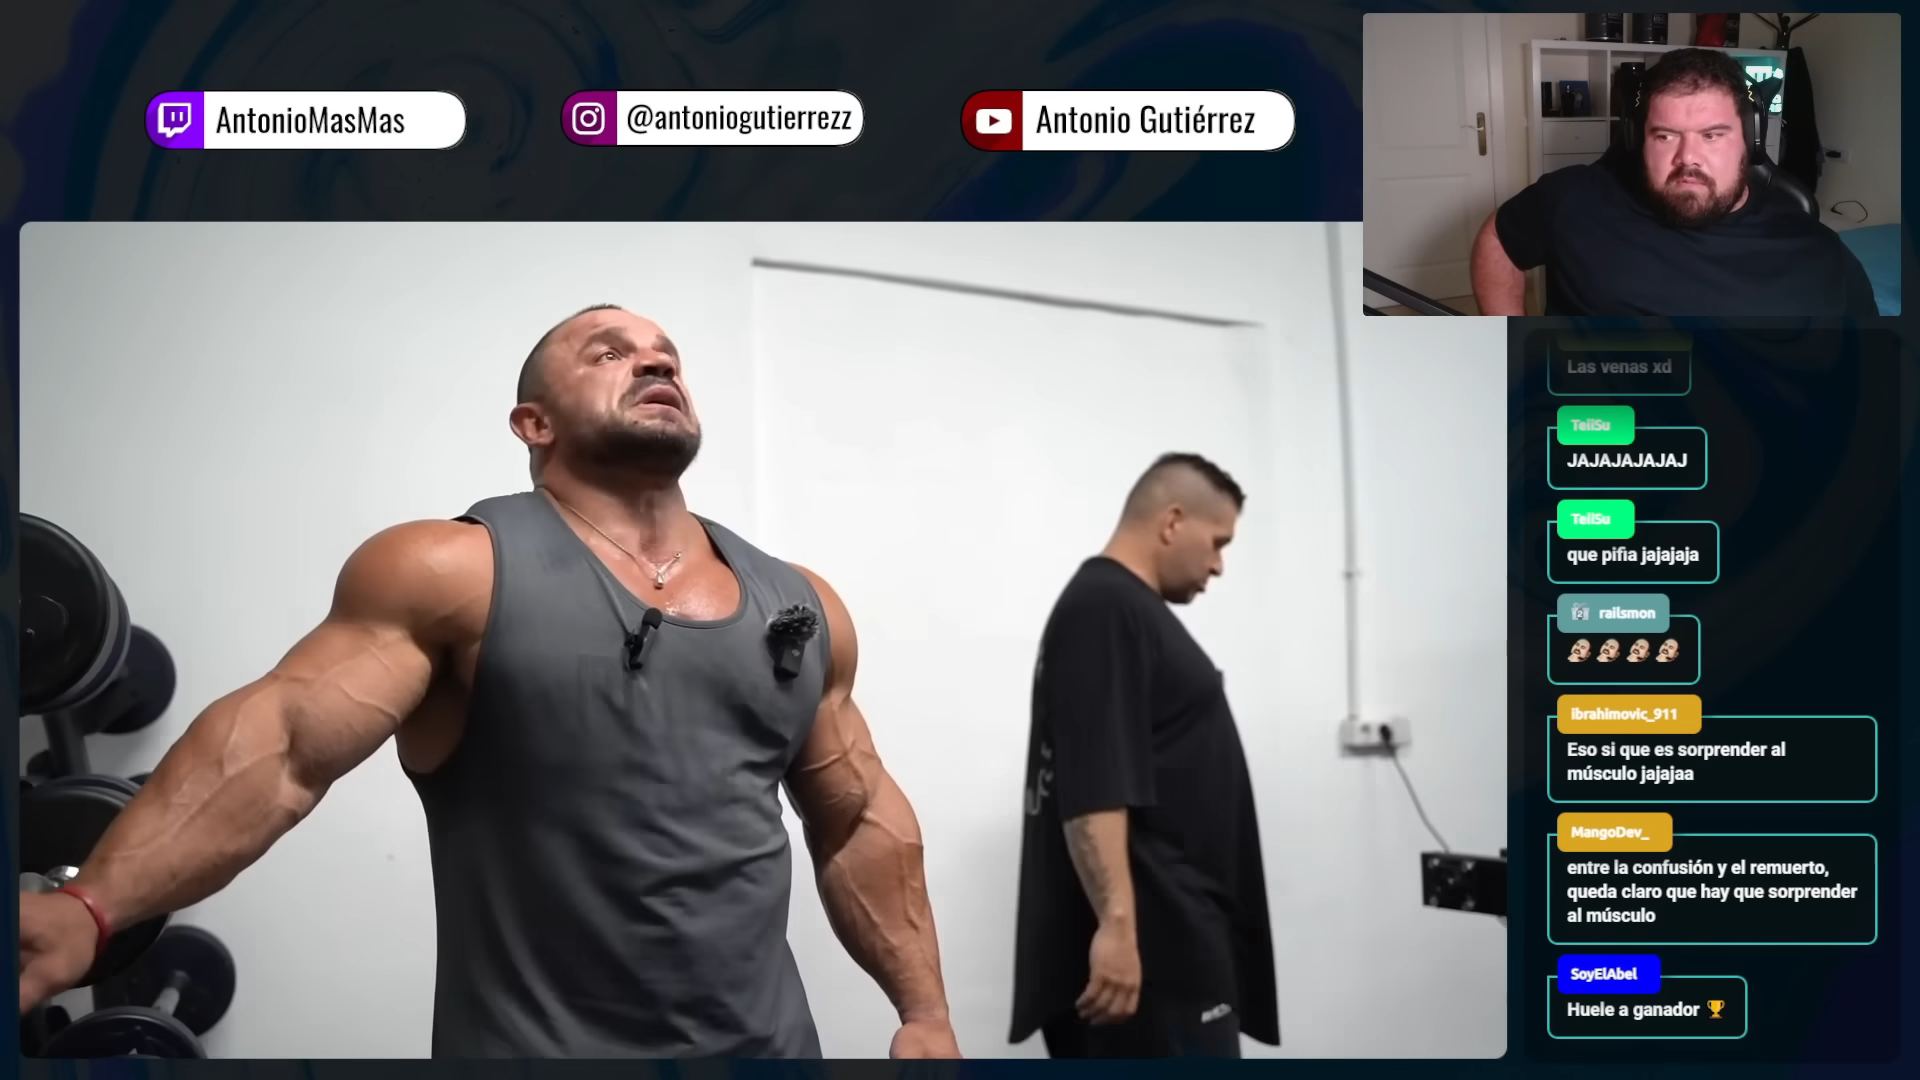 AntonioMasMas
@antoniogutierrezz
Antonio Gutiérrez
Las venas xd
TellSu
JAJAJAJAJAJ
TellSu
que pifia jajajaja
railsmon
ibrahimovic_911
Eso si que es sorprender al
músculo jajajaa
MangoDev_
entre la confusión y el remuerto,
queda claro que hay que sorprender
al músculo
SoyElAbel
Huele a ganador 🏆